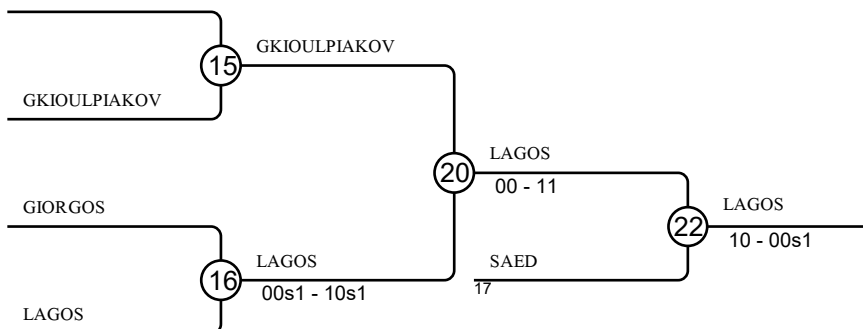 GKIOULPIAKOV
15
GKIOULPIAKOV
LAGOS
20
00 - 11
GIORGOS
LAGOS
22
10 - 00s1
LAGOS
SAED
16
00s1 - 10s1
17
LAGOS